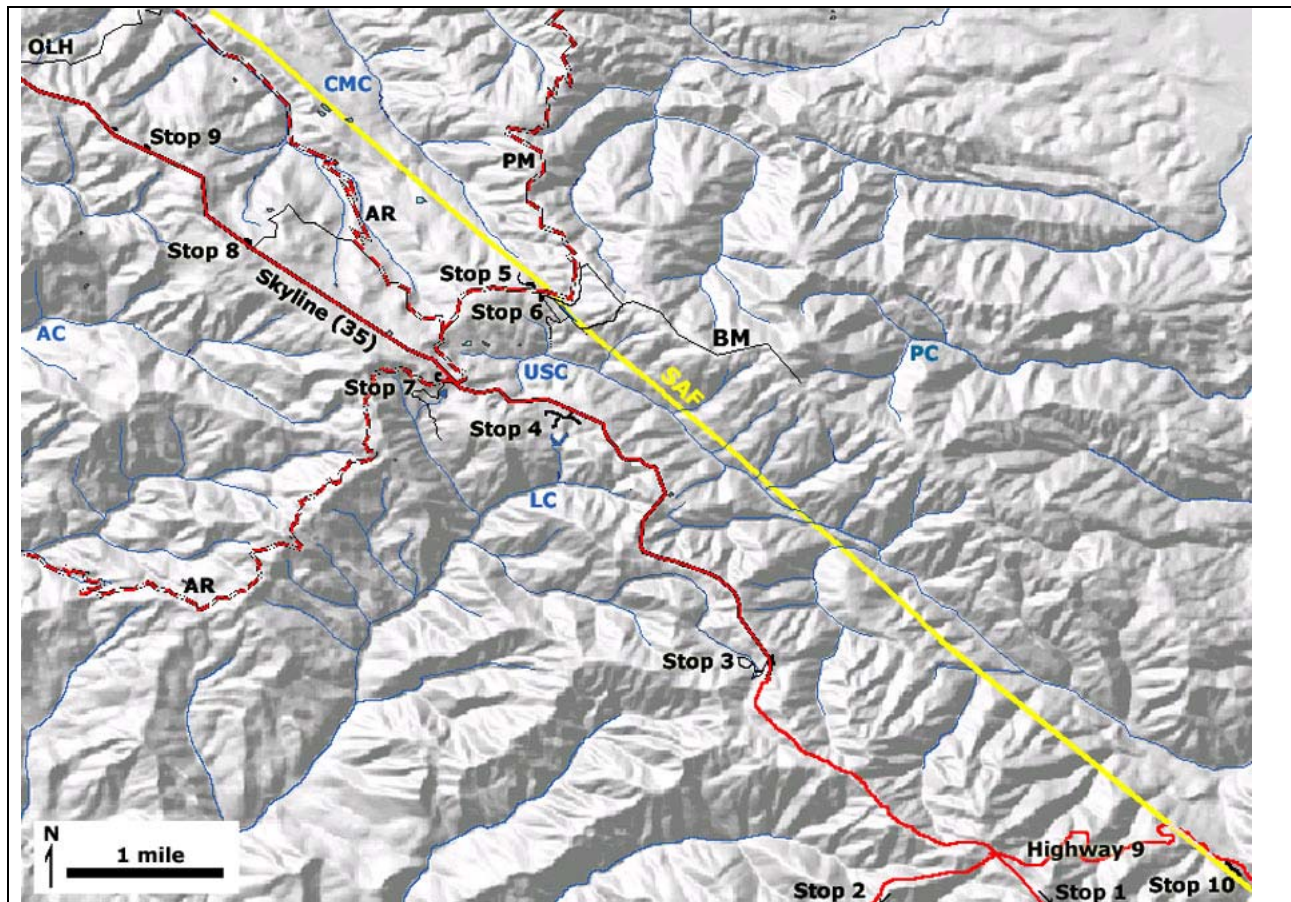 OLH
CMC
Stop 9
PM
AR
Stop 8
Stop 5
Stop 6
Skyline (35)
BM
AC
PC
USC
SAF
Stop 7
Stop 4
LC
AR
Stop 3
N
1 mile
Highway 9
Stop 2
Stop 1
Stop 10